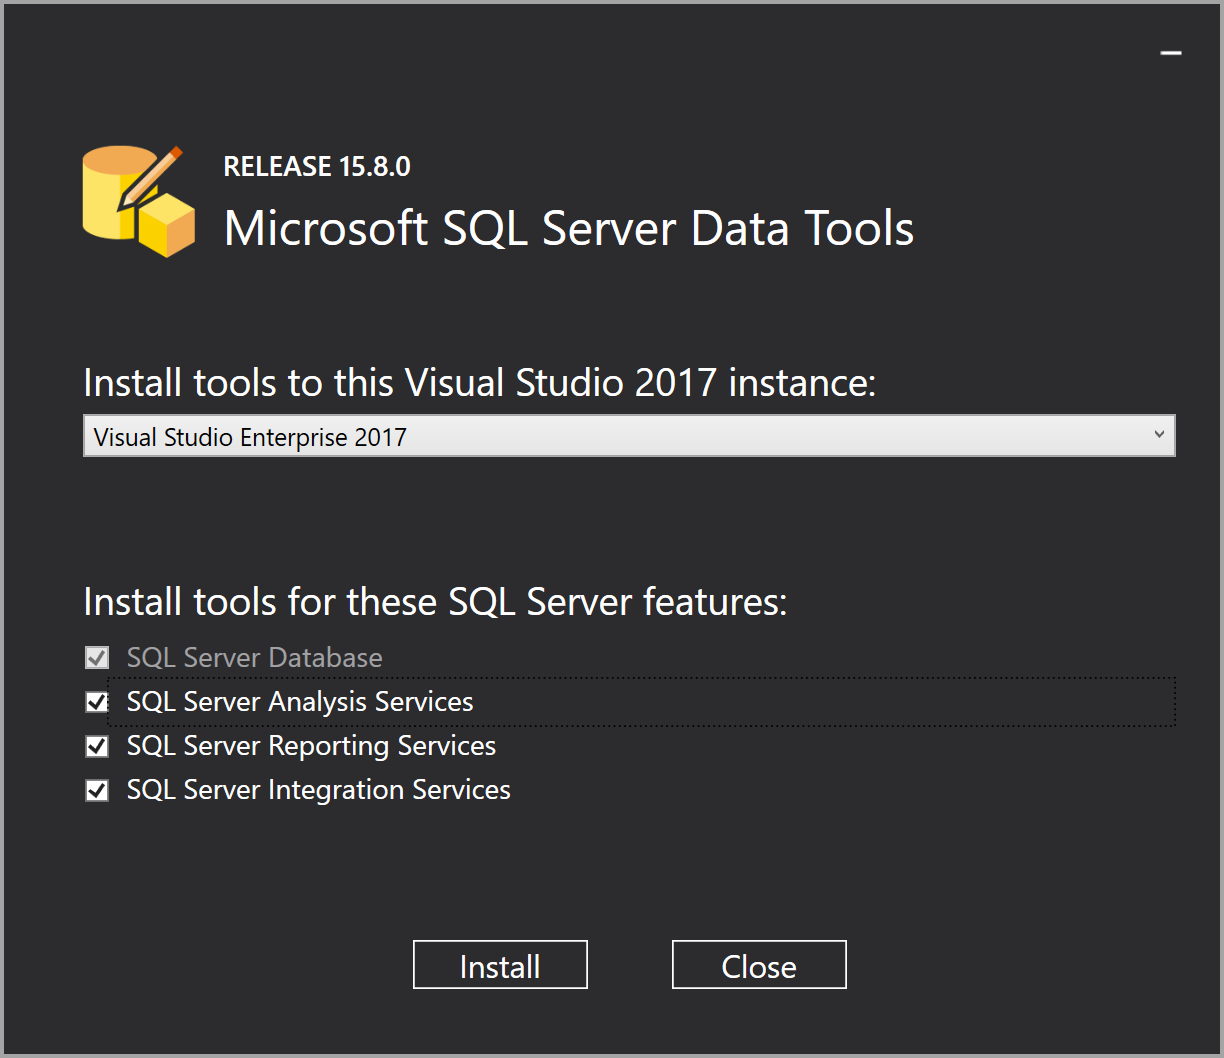 RELEASE 15.8.0
Microsoft SQL Server Data Tools
Install tools to this Visual Studio 2017 instance:
Visual Studio Enterprise 2017
Install tools for these SQL Server features:
SQL Server Database
SQL Server Analysis Services
SQL Server Reporting Services
SQL Server Integration Services
Install
Close